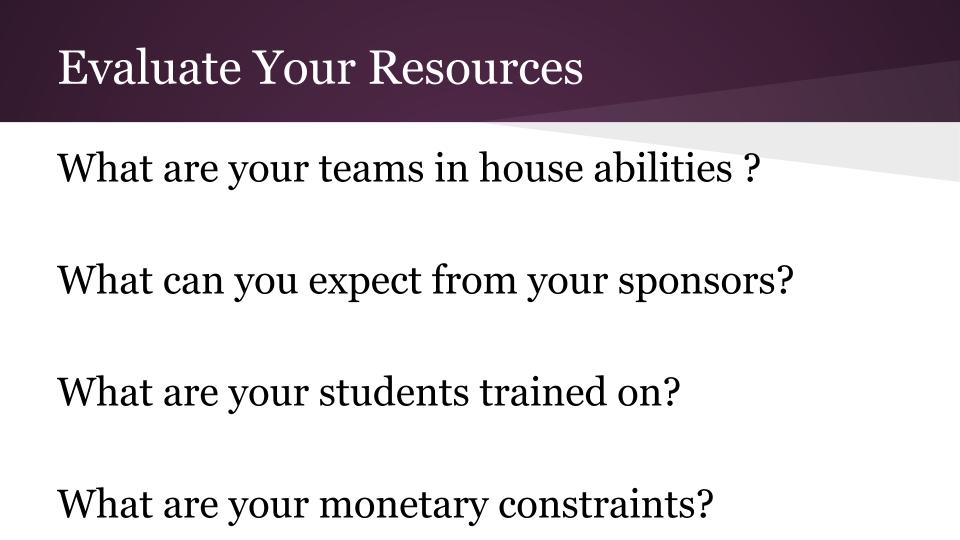 Evaluate Your Resources
What are your teams in house abilities ?
What can you expect from your sponsors?
What are your students trained on?
What are your monetary constraints?